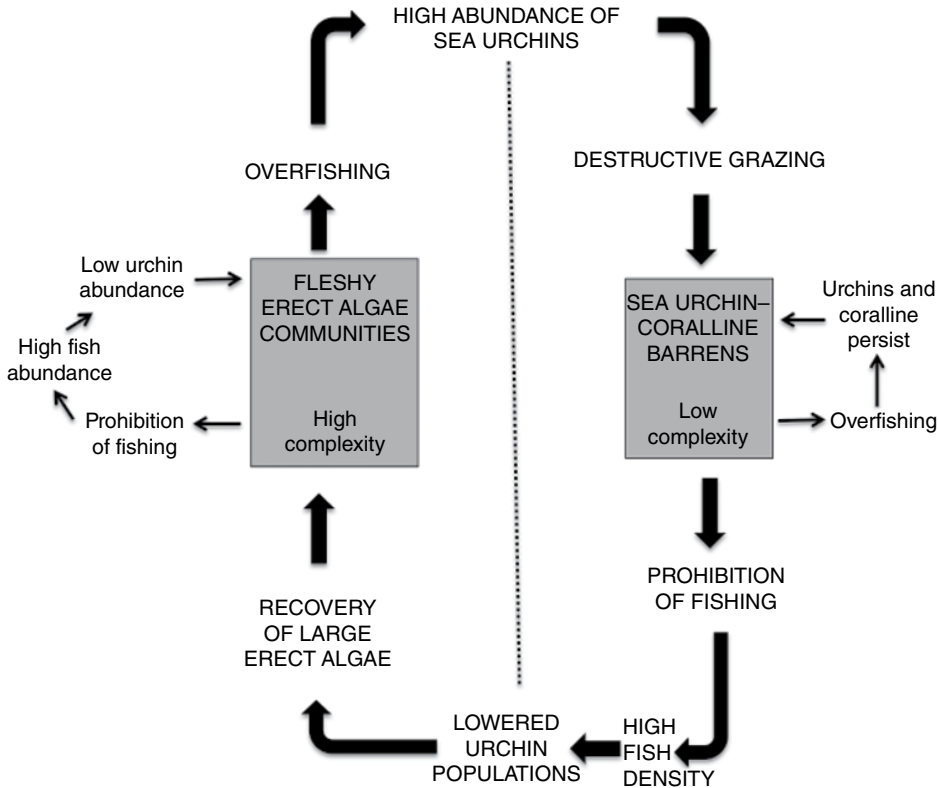 HIGH ABUNDANCE OF
SEA URCHINS
DESTRUCTIVE GRAZING
OVERFISHING
Low urchin
abundance
FLESHY
ERECT ALGAE
COMMUNITIES
High
complexity
High fish
abundance
Prohibition
of fishing
SEA URCHIN–
CORALLINE
BARRENS
Low
complexity
Urchins and
coralline
persist
Overfishing
PROHIBITION
OF FISHING
HIGH
FISH
DENSITY
LOWERED
URCHIN
POPULATIONS
RECOVERY
OF LARGE
ERECT ALGAE